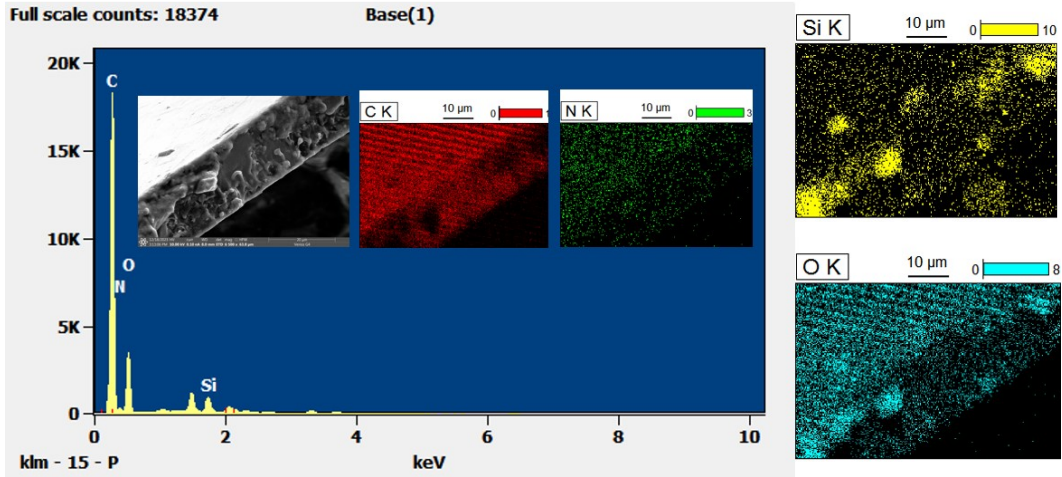 Full scale counts: 18374
Base(1)
20K
15K
10K
5K
0
C
O
N
Si
0
2
4
6
8
10
klm - 15 - P
keV
C K
10 µm
0
N K
10 µm
0
3
Si K
10 µm
0
10
O K
10 µm
0
8